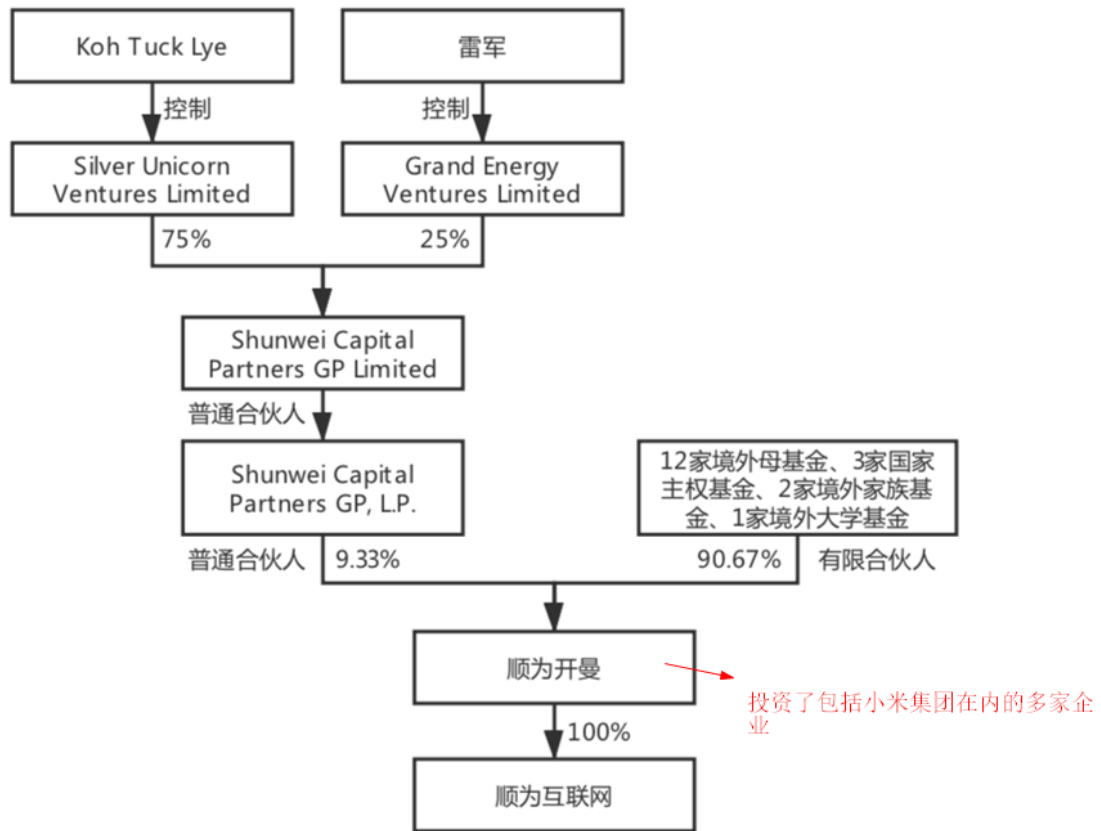 Koh Tuck Lye
雷军
控制
控制
Silver Unicorn
Ventures Limited
Grand Energy
Ventures Limited
75%
25%
Shunwei Capital
Partners GP Limited
普通合伙人
Shunwei Capital
Partners GP, L.P.
12家境外母基金、3家国家
主权基金、2家境外家族基
金、1家境外大学基金
普通合伙人
9.33%
90.67%
有限合伙人
顺为开曼
投资了包括小米集团在内的多家企
业
100%
顺为互联网